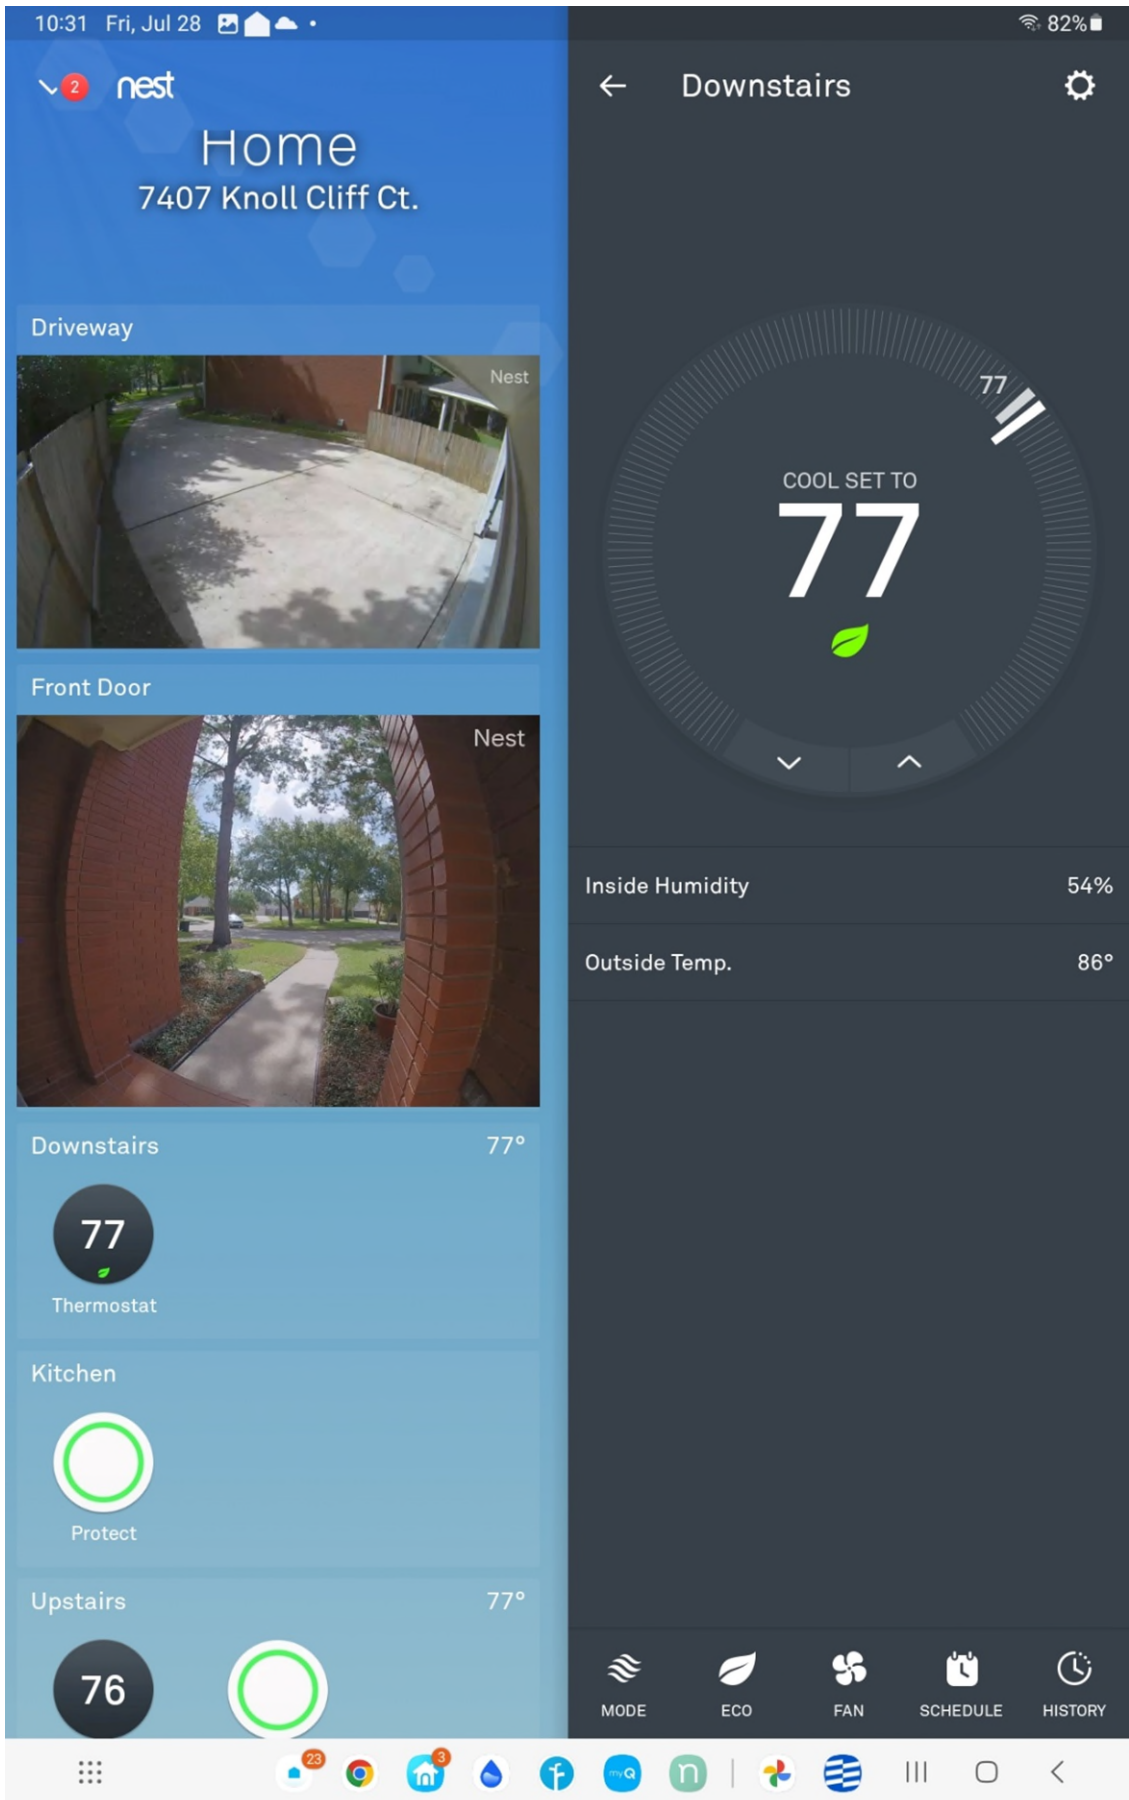 10:31 Fri, Jul 28
82%
2
nest
Home
7407 Knoll Cliff Ct.
Driveway
Nest
Front Door
Nest
Downstairs 77°
77
Thermostat
Kitchen
Protect
Upstairs 77°
76
Downstairs
77
COOL SET TO
77
Inside Humidity 54%
Outside Temp. 86°
MODE ECO FAN SCHEDULE HISTORY
23
3
myQ
n